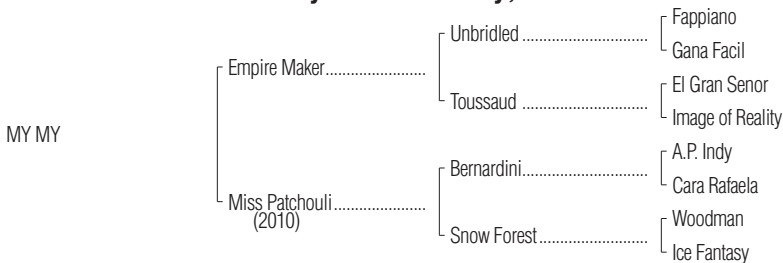 Fappiano
Unbridled
Gana Facil
Empire Maker
El Gran Senor
Toussaud
Image of Reality
MY MY
A.P. Indy
Bernardini
Cara Rafaela
Miss Patchouli
(2010)
Woodman
Snow Forest
Ice Fantasy